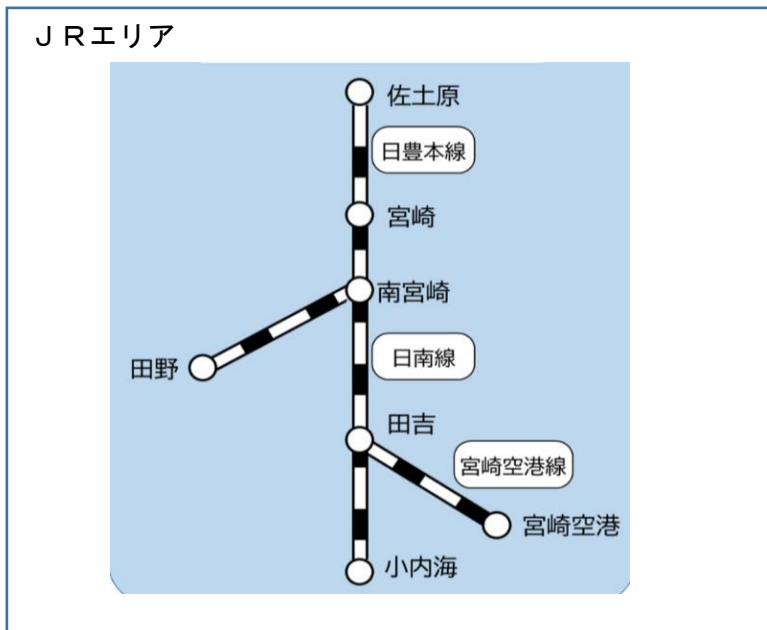 ＪＲエリア
佐土原
日豊本線
宮崎
南宮崎
田野
日南線
田吉
宮崎空港線
宮崎空港
小内海